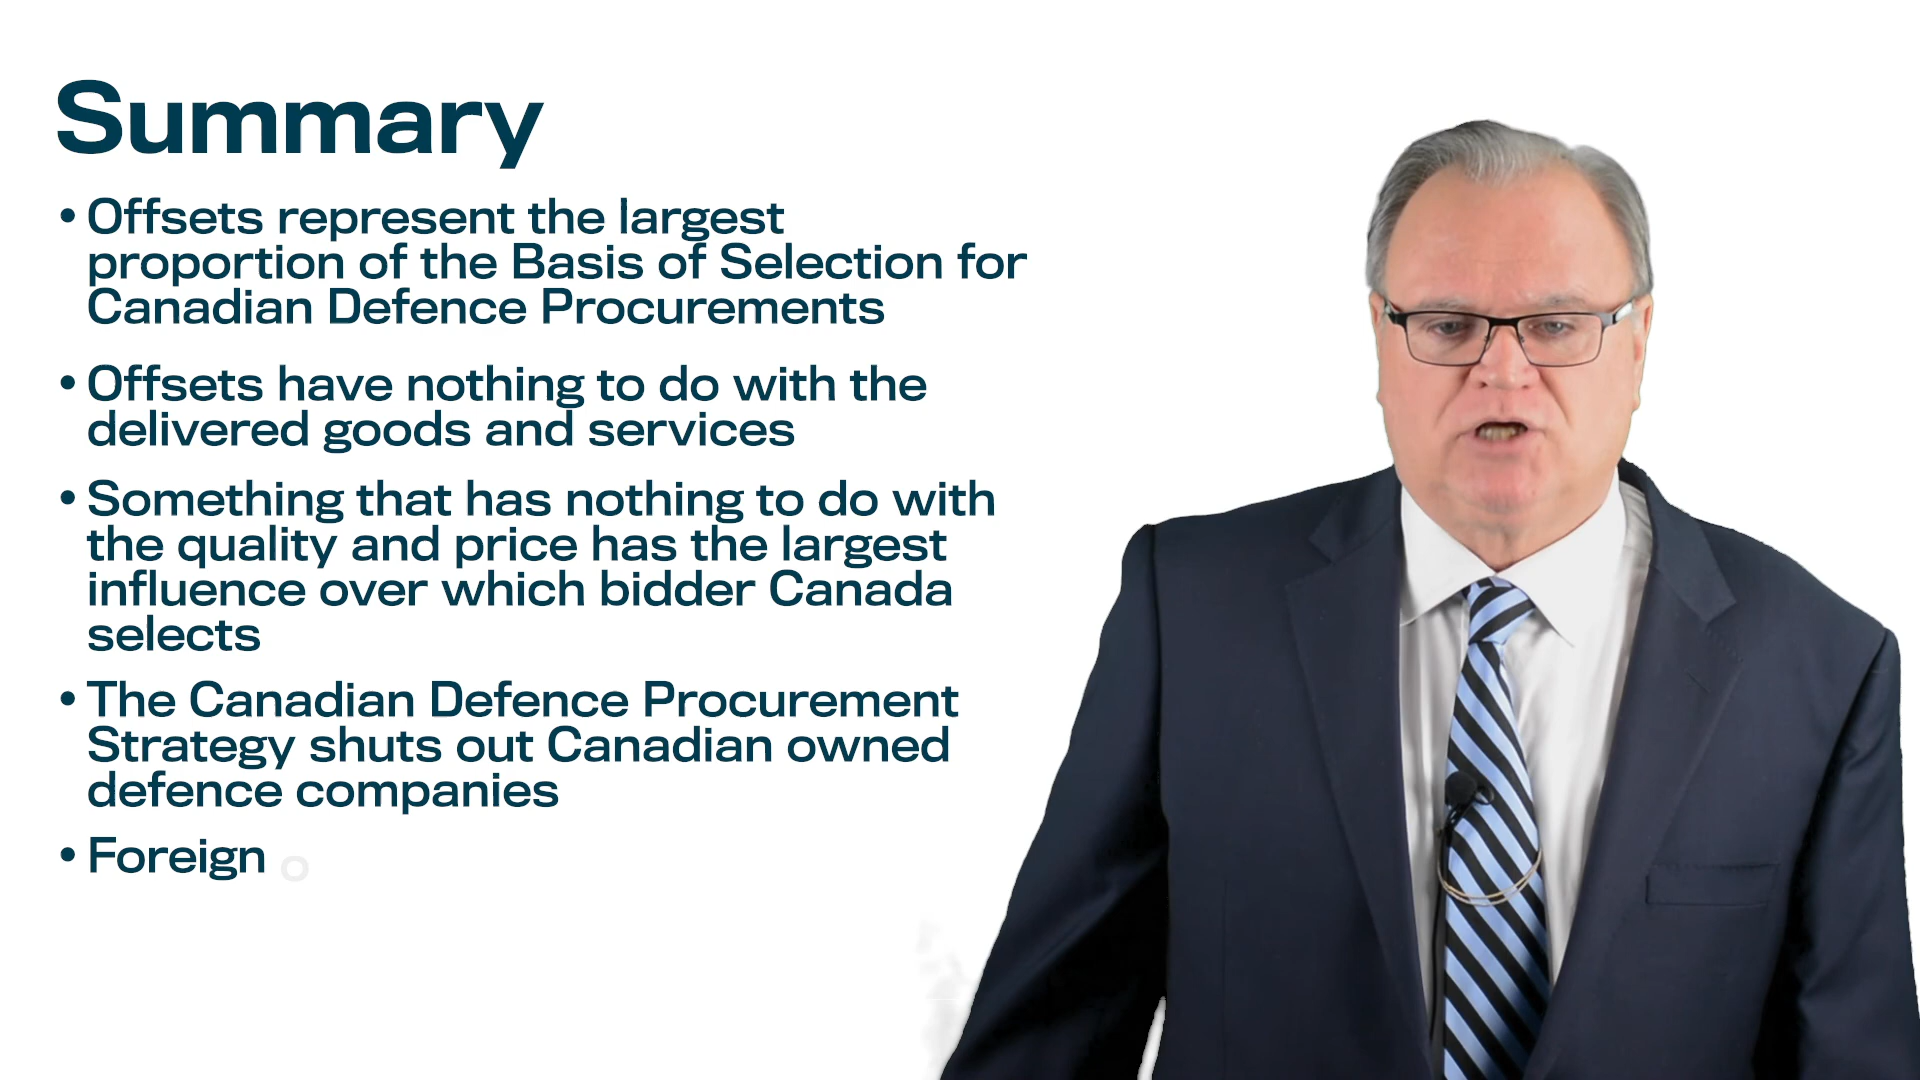 Summary
• Offsets represent the largest
proportion of the Basis of Selection for
Canadian Defence Procurements
• Offsets have nothing to do with the
delivered goods and services
• Something that has nothing to do with
the quality and price has the largest
influence over which bidder Canada
selects
• The Canadian Defence Procurement
Strategy shuts out Canadian owned
defence companies
• Foreign o